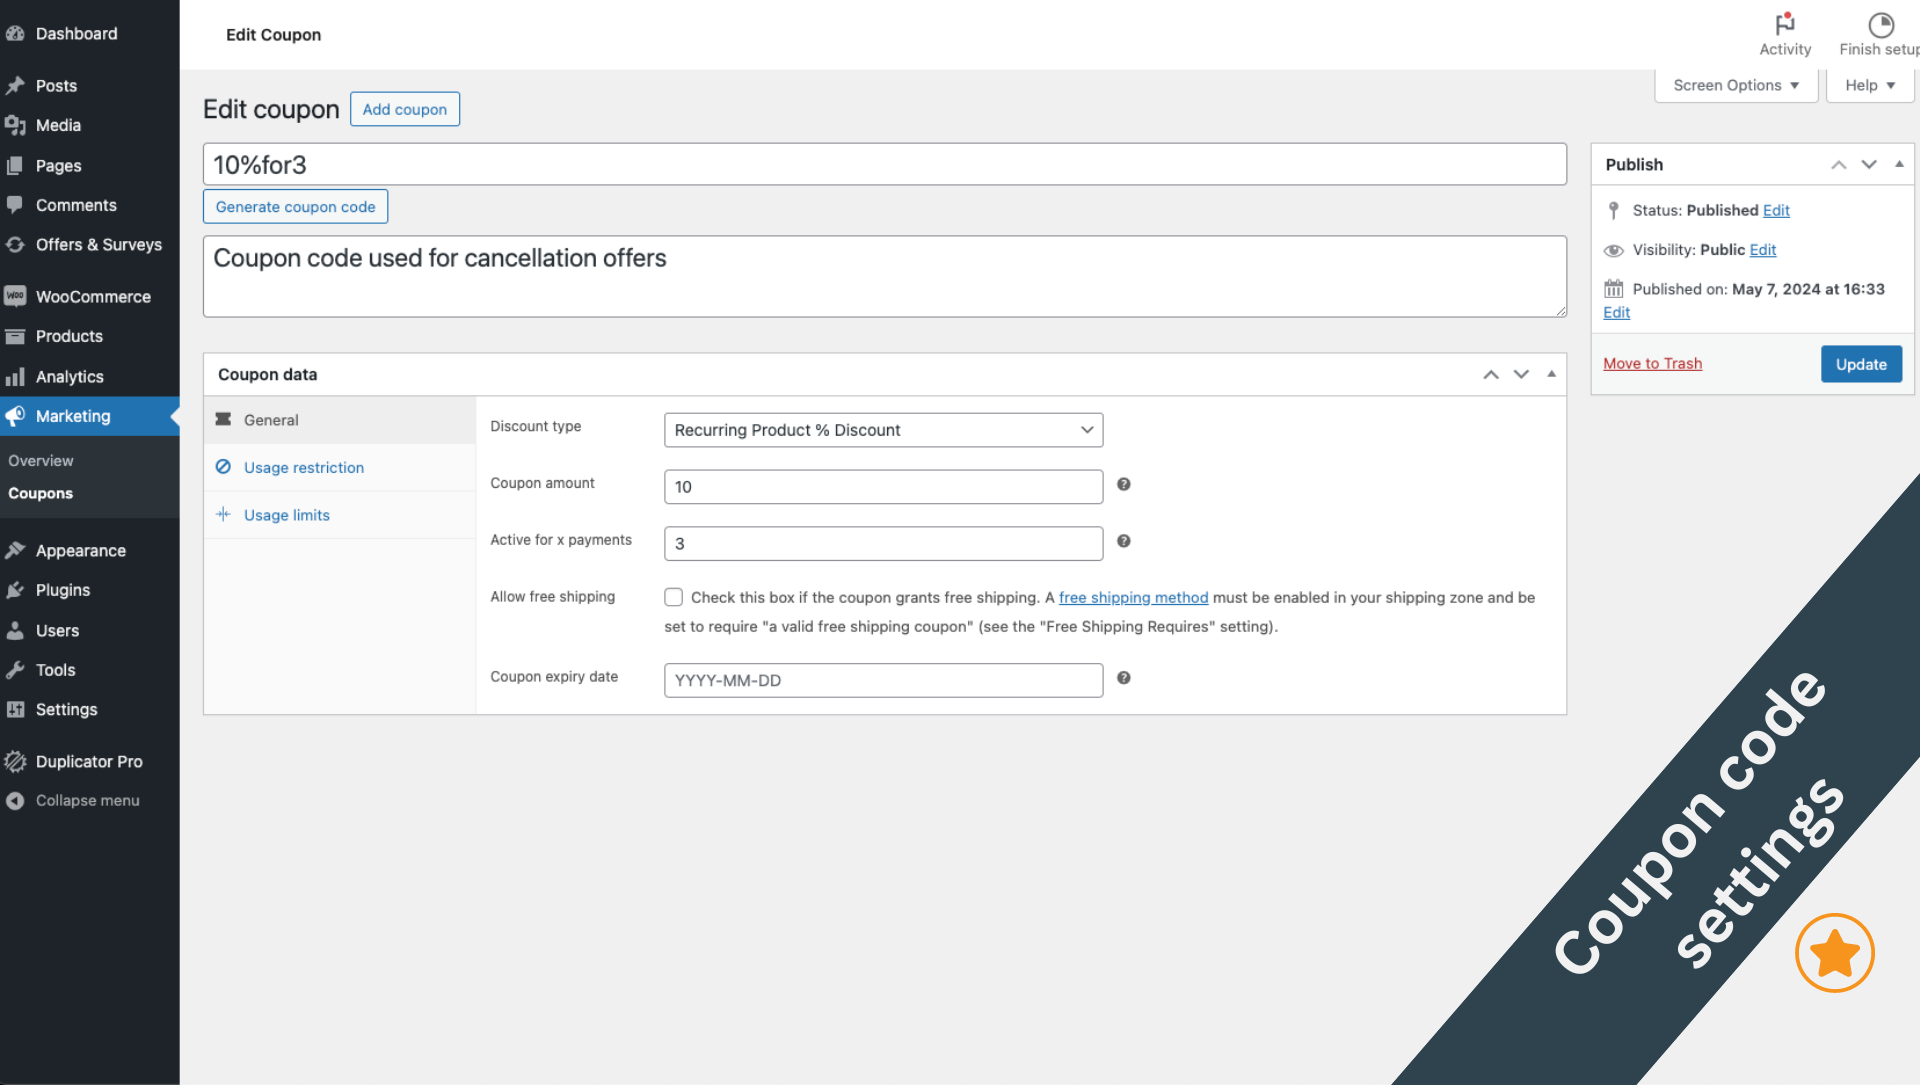 Dashboard
Posts
Media
Pages
Comments
Offers & Surveys
Woo WooCommerce
Products
Analytics
Marketing
Overview
Coupons
Appearance
Plugins
Users
Tools
Settings
Duplicator Pro
Collapse menu
Edit Coupon
Activity
Finish setup
Screen Options
Help
Edit coupon
Add coupon
10%for3
Generate coupon code
Coupon code used for cancellation offers
Coupon data
General
Usage restriction
Usage limits
Discount type
Recurring Product % Discount
Coupon amount
10
Active for x payments
3
Allow free shipping
Check this box if the coupon grants free shipping. A free shipping method must be enabled in your shipping zone and be
set to require "a valid free shipping coupon" (see the "Free Shipping Requires" setting).
Coupon expiry date
YYYY-MM-DD
Publish
Status: Published Edit
Visibility: Public Edit
Published on: May 7, 2024 at 16:33
Edit
Move to Trash
Update
Coupon code
settings